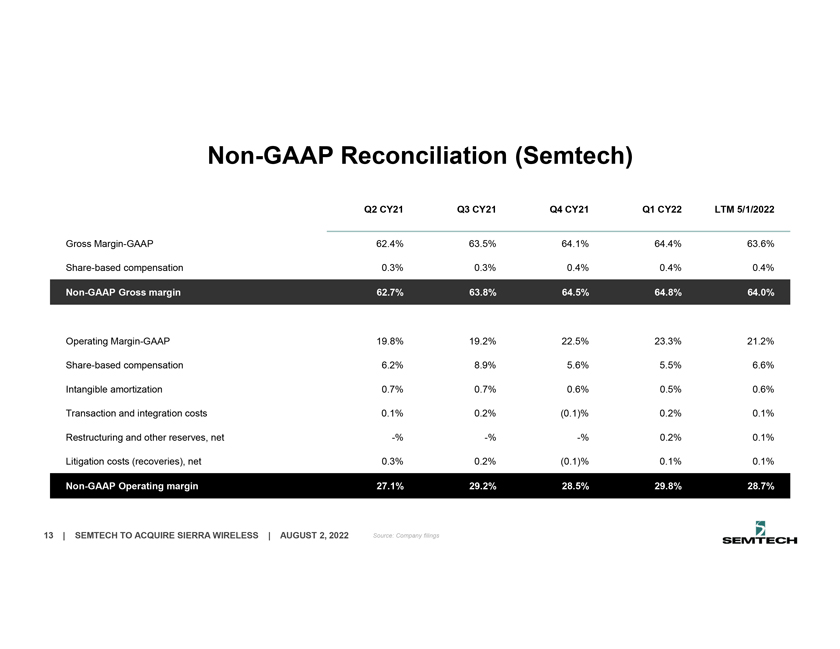 Non-GAAP Reconciliation (Semtech)
Q2 CY21 Q3 CY21 Q4 CY21 Q1 CY22 LTM 5/1/2022
Gross Margin-GAAP 62.4% 63.5% 64.1% 64.4% 63.6%
Share-based compensation 0.3% 0.3% 0.4% 0.4% 0.4%
Non-GAAP Gross margin 62.7% 63.8% 64.5% 64.8% 64.0%
Operating Margin-GAAP 19.8% 19.2% 22.5% 23.3% 21.2%
Share-based compensation 6.2% 8.9% 5.6% 5.5% 6.6%
Intangible amortization 0.7% 0.7% 0.6% 0.5% 0.6%
Transaction and integration costs 0.1% 0.2% (0.1)% 0.2% 0.1%
Restructuring and other reserves, net -% -% -% 0.2% 0.1%
Litigation costs (recoveries), net 0.3% 0.2% (0.1)% 0.1% 0.1%
Non-GAAP Operating margin 27.1% 29.2% 28.5% 29.8% 28.7%
13 | SEMTECH TO ACQUIRE SIERRA WIRELESS | AUGUST 2, 2022 Source: Company filings
SEMTECH